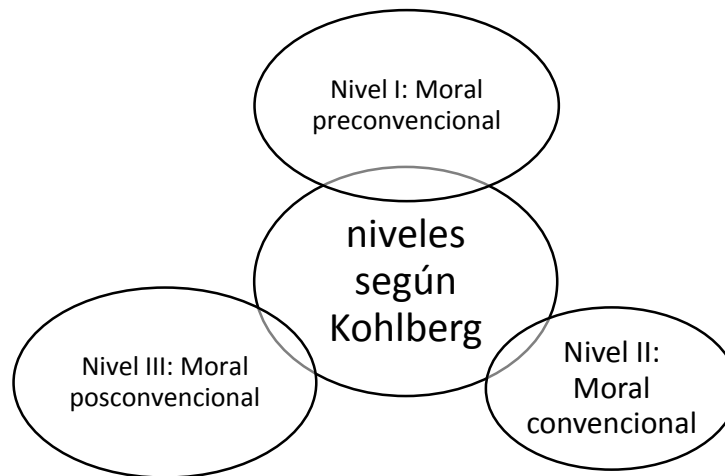 Nivel I: Moral
preconvencional
niveles
según
Kohlberg
Nivel III: Moral
posconvencional
Nivel II:
Moral
convencional